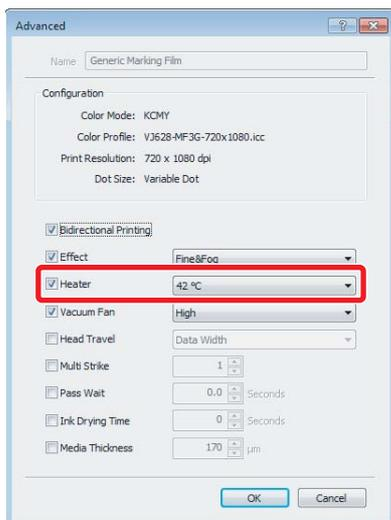 Advanced
Name Generic Marking Film
Configuration
Color Mode: KCMY
Color Profile: VJ628-MF3G-720x1080.icc
Print Resolution: 720 x 1080 dpi
Dot Size: Variable Dot
Bidirectional Printing
Effect Fine&Fog
Heater 42 ºC
Vacuum Fan High
Head Travel Data Width
Multi Strike 1
Pass Wait 0.0 Seconds
Ink Drying Time 0 Seconds
Media Thickness 170 μm
OK Cancel